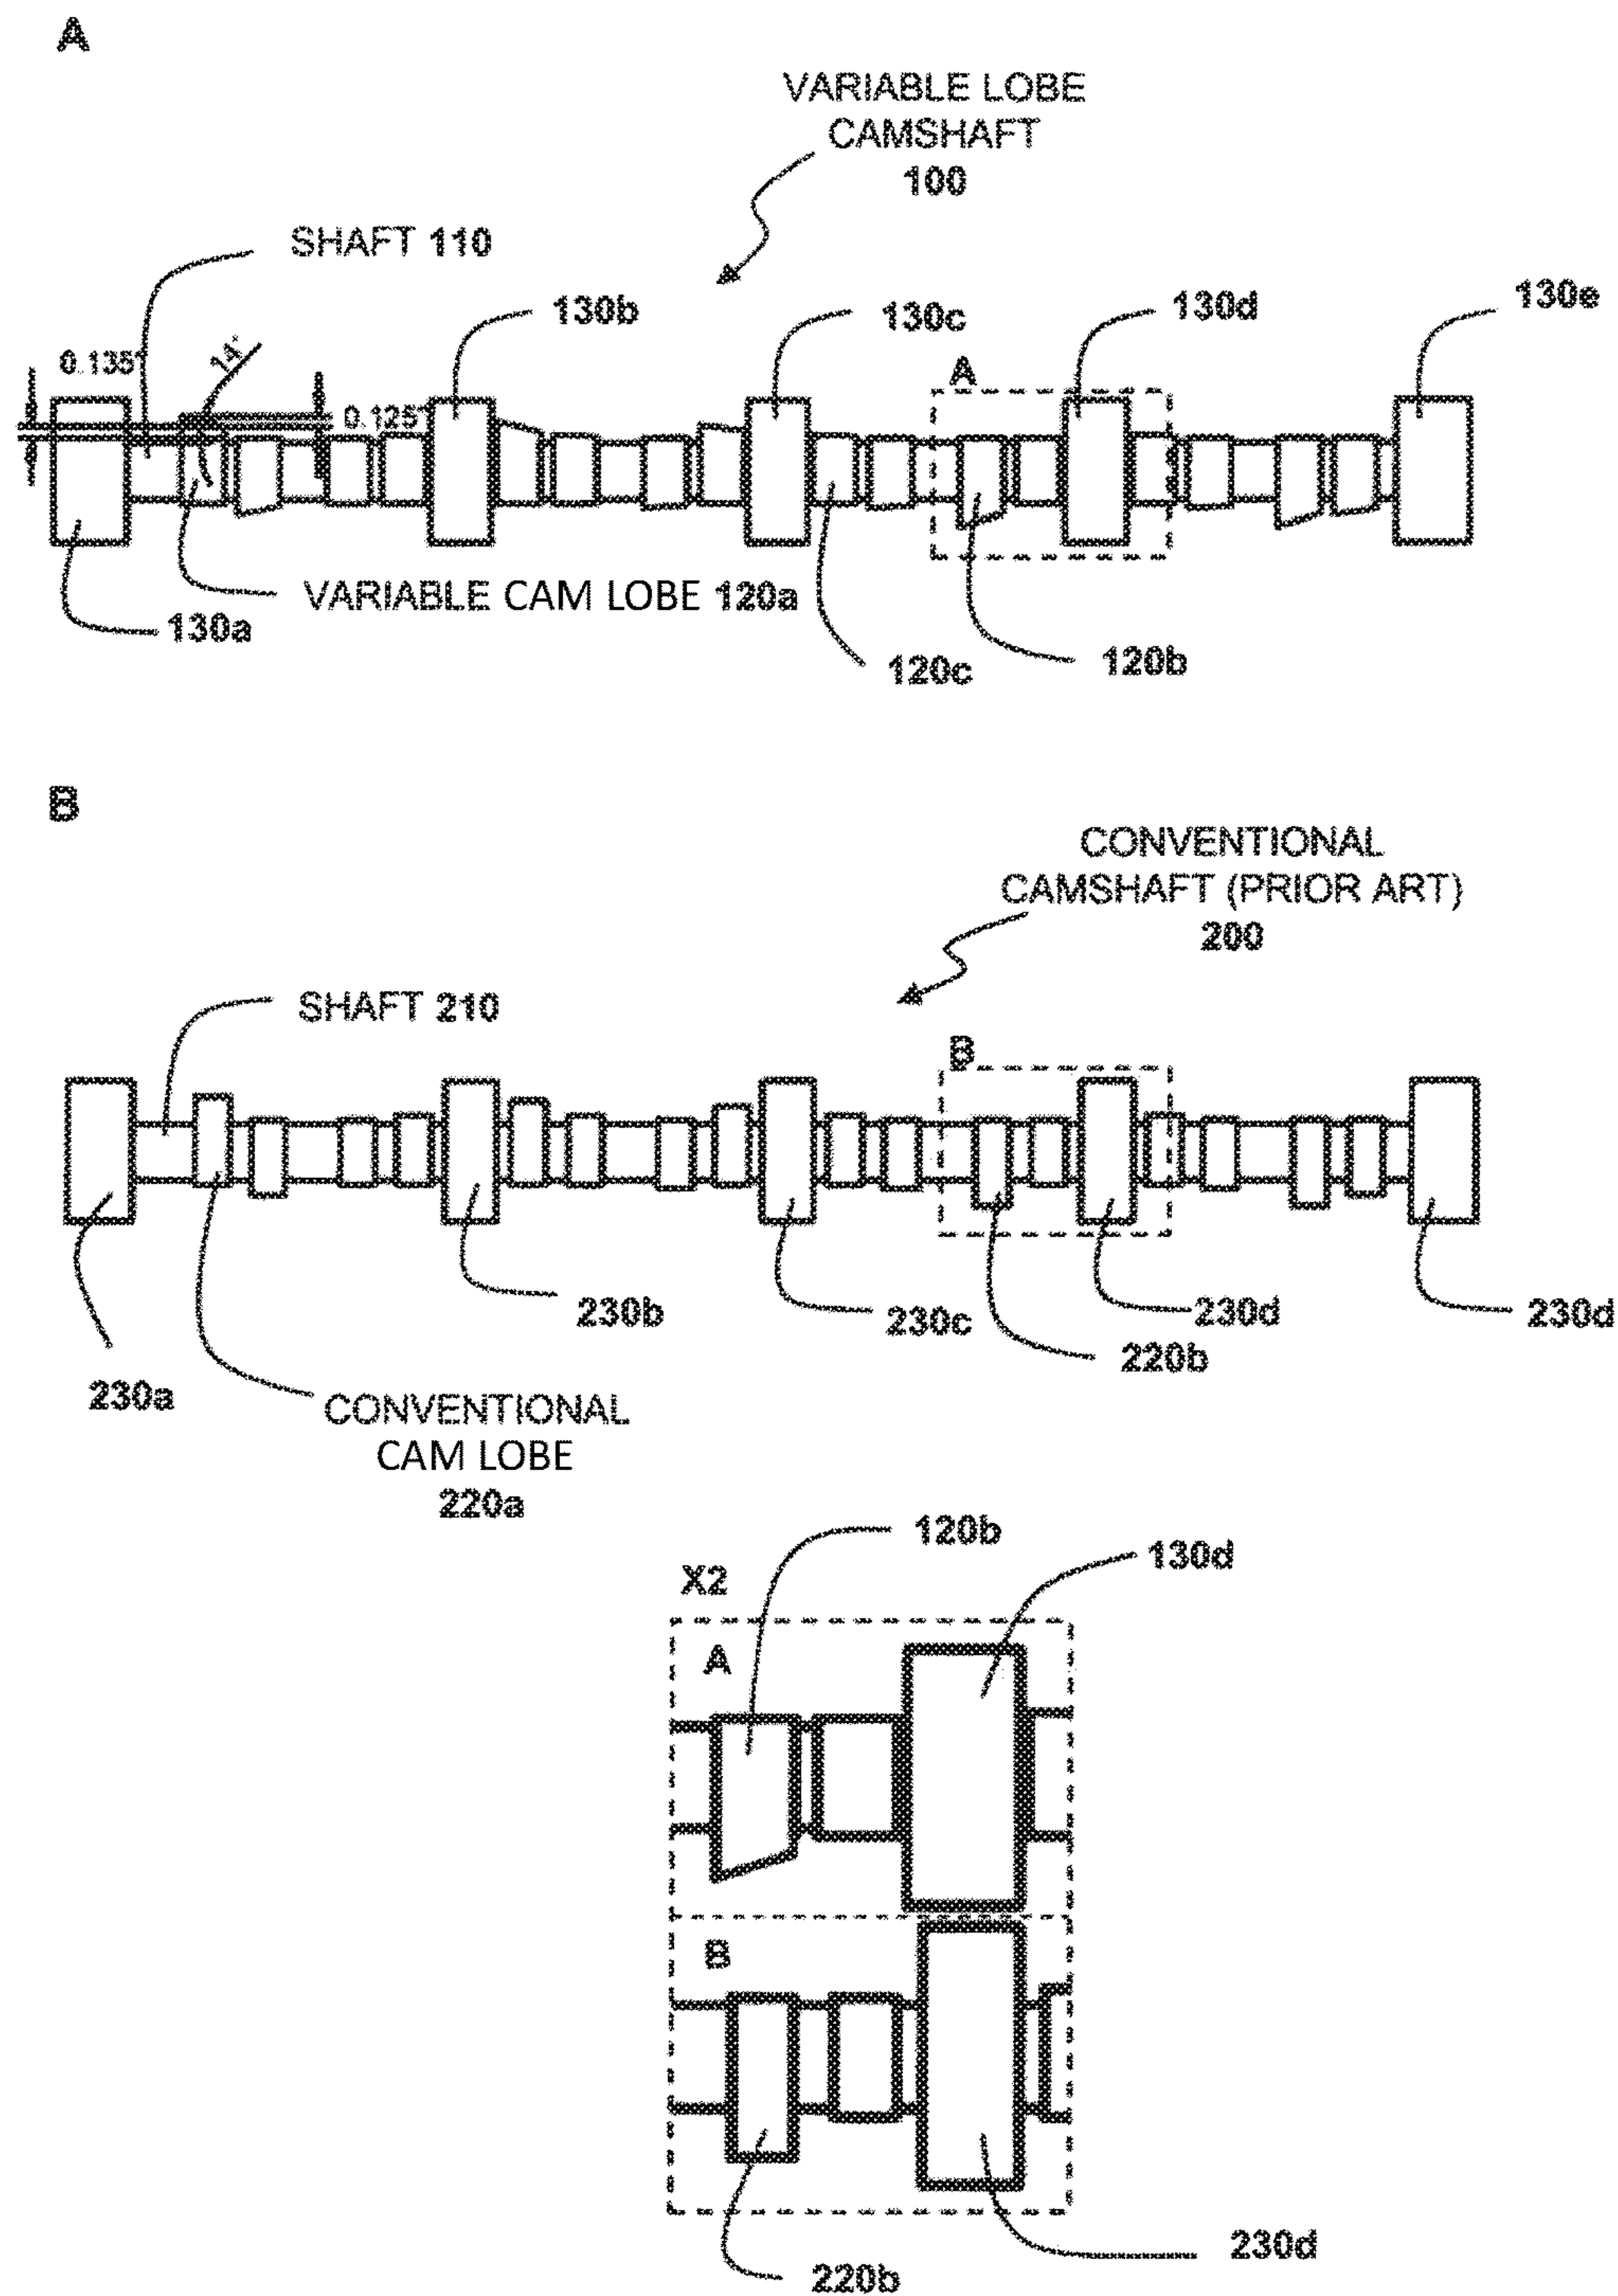 A
VARIABLE LOBE
CAMSHAFT
100
SHAFT 110
130b
130c
130d
130e
0.135"
14°
0.125"
A
VARIABLE CAM LOBE 120a
130a
120c
120b
B
CONVENTIONAL
CAMSHAFT (PRIOR ART)
200
SHAFT 210
B
230b
230c
230d
230d
220b
230a
CONVENTIONAL
CAM LOBE
220a
120b
130d
X2
A
B
230d
220b